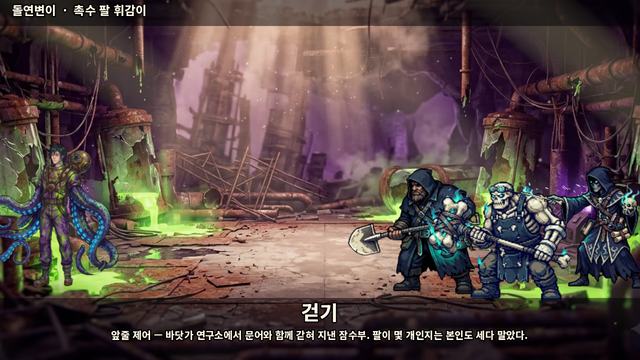 돌연변이 · 촉수 팔 휘감이
걷기
앞줄 제어 — 바닷가 연구소에서 문어와 함께 갇혀 지낸 잠수부. 팔이 몇 개인지는 본인도 세다 말았다.